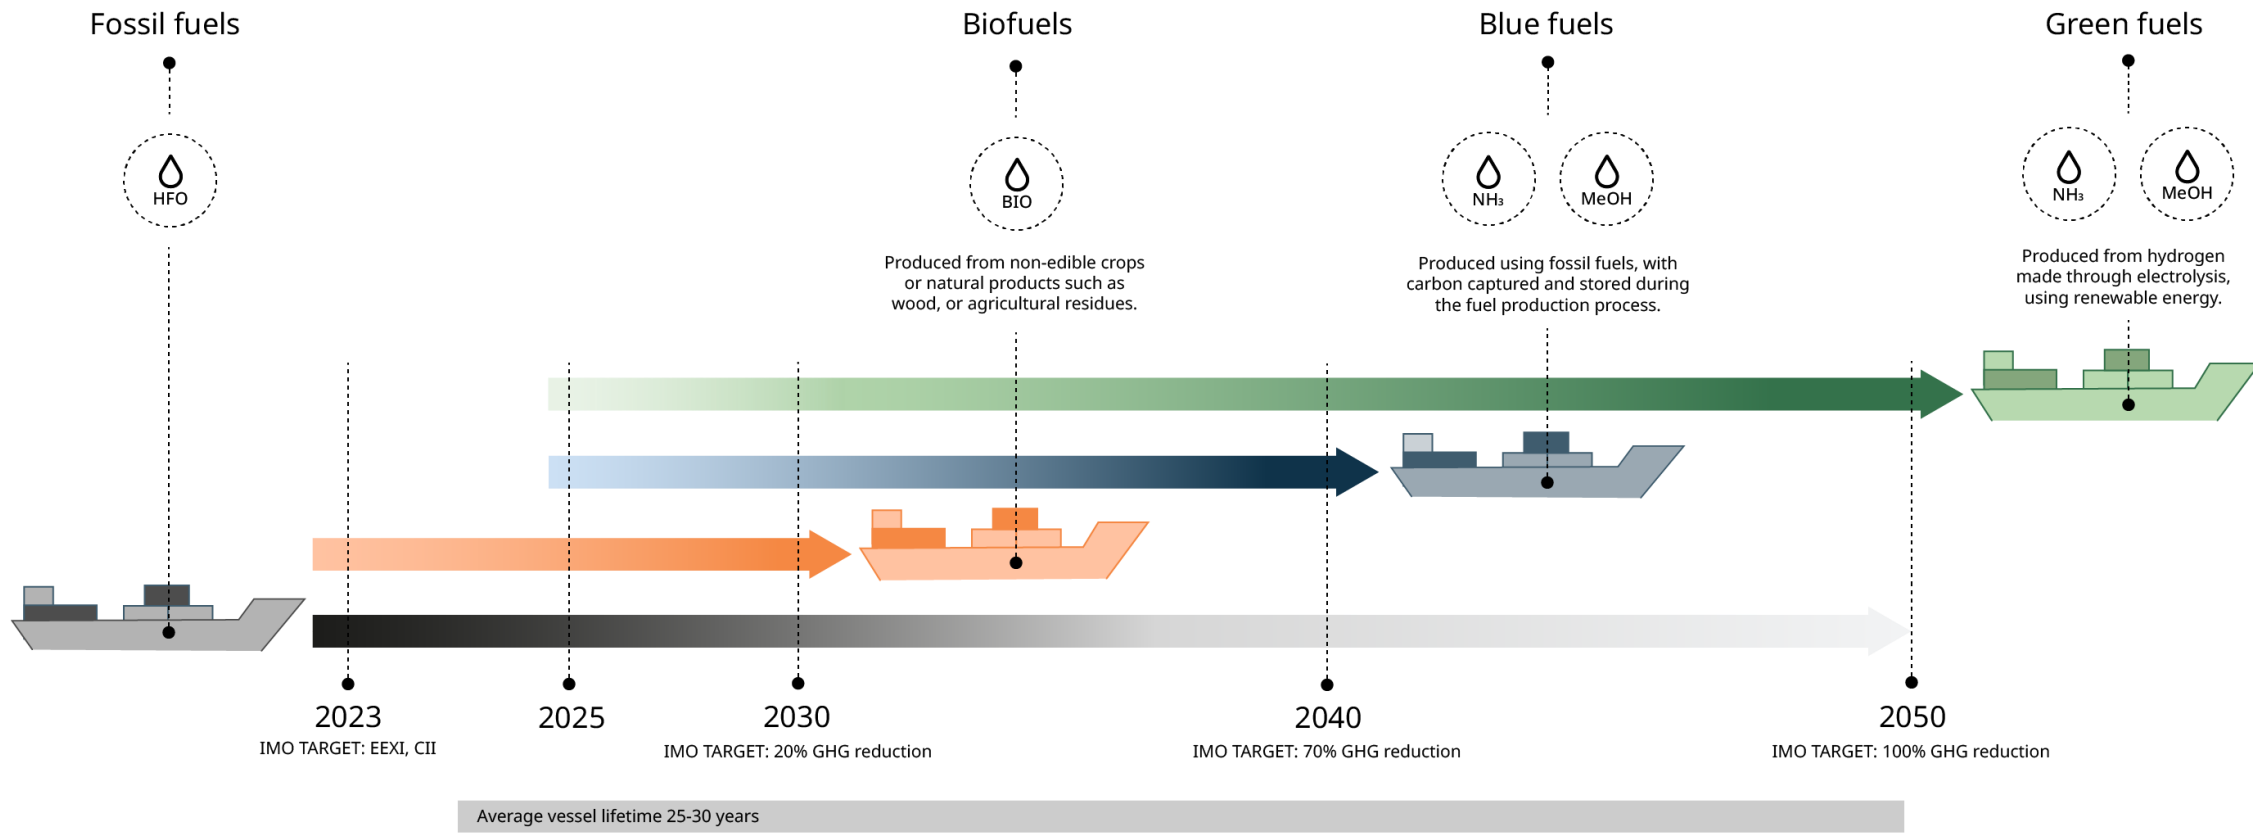 Fossil fuels
Biofuels
Blue fuels
Green fuels
HFO
BIO
NH₃
MeOH
NH₃
MeOH
Produced from non-edible crops
or natural products such as
wood, or agricultural residues.
Produced using fossil fuels, with
carbon captured and stored during
the fuel production process.
Produced from hydrogen
made through electrolysis,
using renewable energy.
2023
IMO TARGET: EEXI, CII
2025
2030
IMO TARGET: 20% GHG reduction
2040
IMO TARGET: 70% GHG reduction
2050
IMO TARGET: 100% GHG reduction
Average vessel lifetime 25-30 years